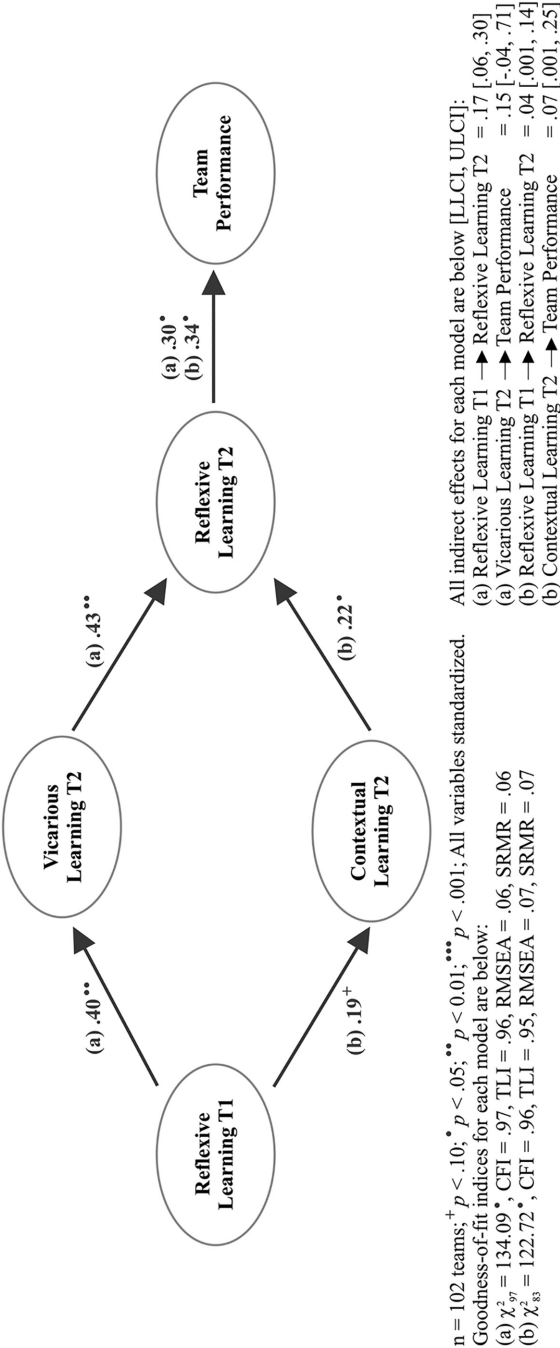 Reflexive
Learning T1
(a) .40••
(b) .19+
Vicarious
Learning T2
Contextual
Learning T2
(a) .43••
(b) .22•
Reflexive
Learning T2
(a) .30•
(b) .34•
Team
Performance
n = 102 teams; + p < .10; • p < .05; •• p < 0.01; ••• p < .001; All variables standardized.
Goodness-of-fit indices for each model are below:
(a) χ²₉₇ = 134.09•, CFI = .97, TLI = .96, RMSEA = .06, SRMR = .06
(b) χ²₈₃ = 122.72•, CFI = .96, TLI = .95, RMSEA = .07, SRMR = .07
All indirect effects for each model are below [LLCI, ULCI]:
(a) Reflexive Learning T1 → Reflexive Learning T2 = .17 [.06, .30]
(a) Vicarious Learning T2 → Team Performance = .15 [-.04, .71]
(b) Reflexive Learning T1 → Reflexive Learning T2 = .04 [.001, .14]
(b) Contextual Learning T2 → Team Performance = .07 [.001, .25]